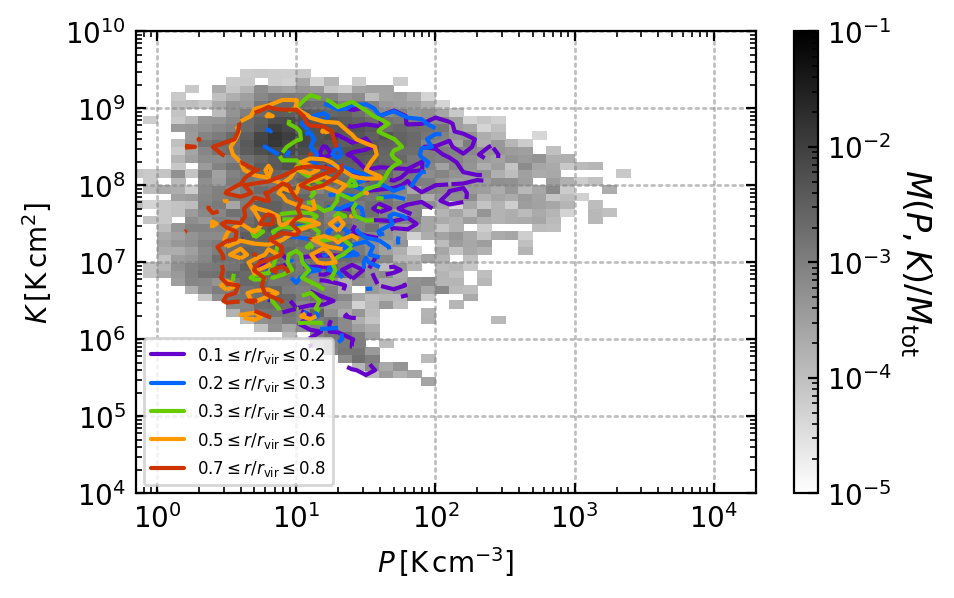 10^10
10^9
10^8
10^7
10^6
10^5
10^4
K [K cm^2]
10^0
10^1
10^2
10^3
10^4
P [K cm^−3]
0.1 ≤ r/r_vir ≤ 0.2
0.2 ≤ r/r_vir ≤ 0.3
0.3 ≤ r/r_vir ≤ 0.4
0.5 ≤ r/r_vir ≤ 0.6
0.7 ≤ r/r_vir ≤ 0.8
10^−1
10^−2
10^−3
10^−4
10^−5
M(P, K)/M_tot